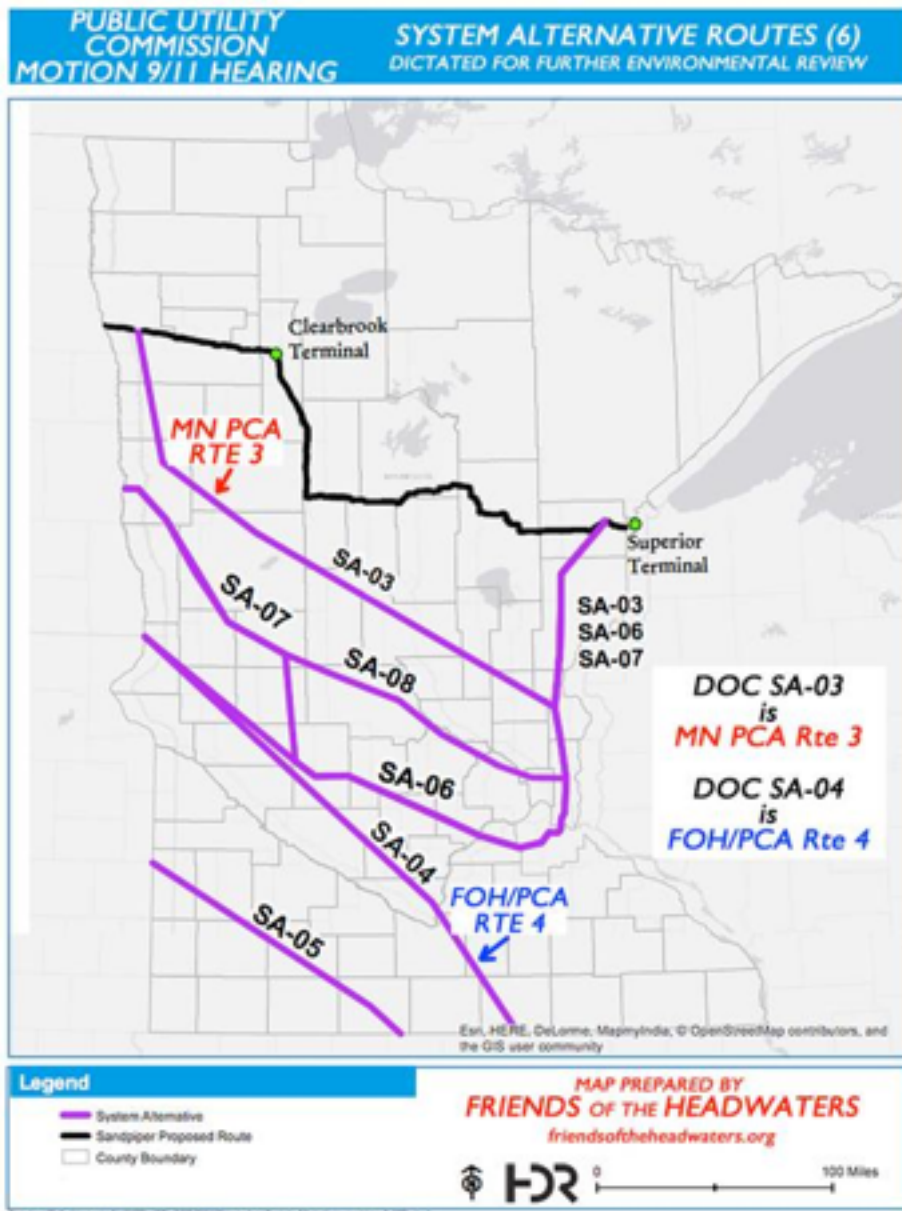 PUBLIC UTILITY
COMMISSION
MOTION 9/11 HEARING
SYSTEM ALTERNATIVE ROUTES (6)
DICTATED FOR FURTHER ENVIRONMENTAL REVIEW
Clearbrook
Terminal
MN PCA
RTE 3
SA-03
Superior
Terminal
SA-07
SA-03
SA-06
SA-07
SA-08
DOC SA-03
is
MN PCA Rte 3
SA-06
DOC SA-04
is
FOH/PCA Rte 4
SA-04
FOH/PCA
RTE 4
SA-05
Esri, HERE, DeLorme, MapmyIndia, © OpenStreetMap contributors, and
the GIS user community
Legend
System Alternative
Sandpiper Proposed Route
County Boundary
MAP PREPARED BY
FRIENDS OF THE HEADWATERS
friendsoftheheadwaters.org
HDR
0 100 Miles